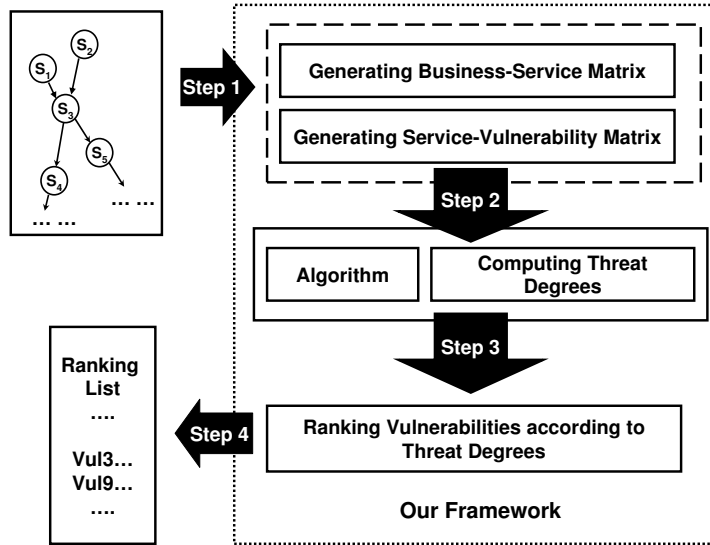 S1
S2
S3
S5
S4
... ...
... ...
Step 1
Generating Business-Service Matrix
Generating Service-Vulnerability Matrix
Step 2
Algorithm
Computing Threat
Degrees
Step 3
Ranking Vulnerabilities according to
Threat Degrees
Step 4
Ranking
List
....
Vul3...
Vul9...
....
Our Framework